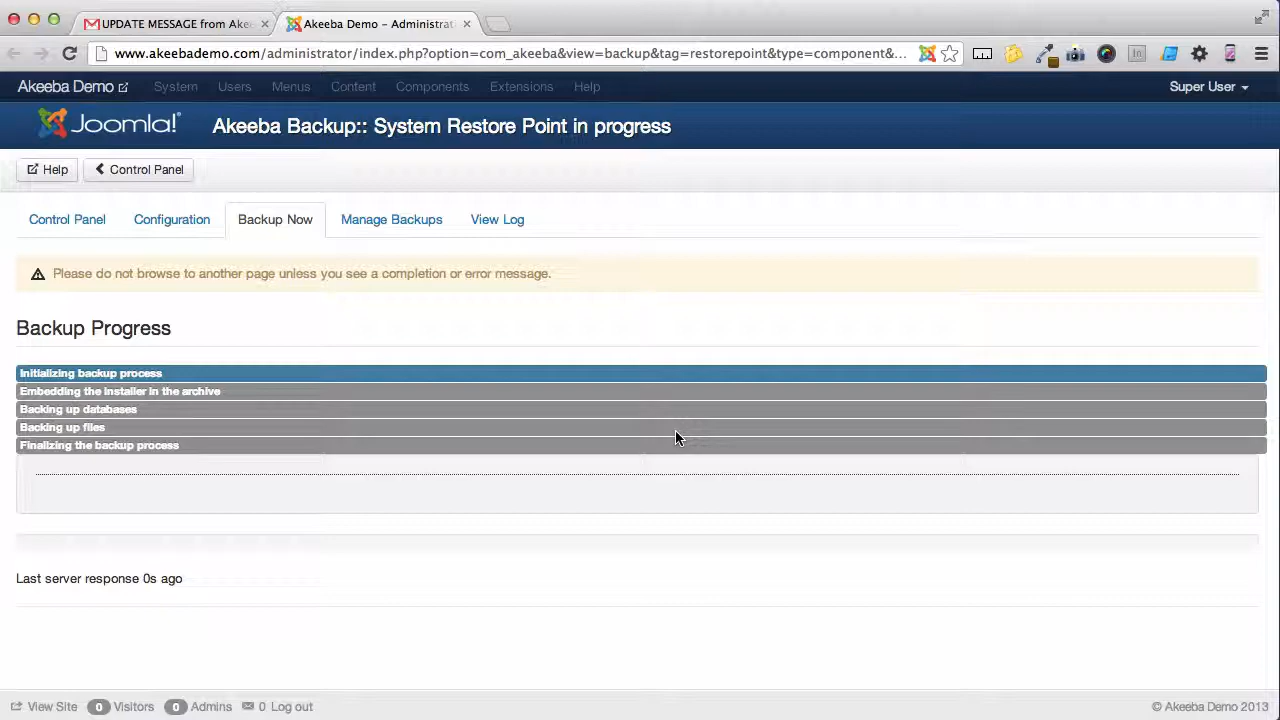 UPDATE MESSAGE from Ake
Akeeba Demo - Administrat
www.akeebademo.com/administrator/index.php?option=com_akeeba&view=backup&tag=restorepoint&type=component&...
Akeeba Demo System Users Menus Content Components Extensions Help Super User
Joomla! Akeeba Backup:: System Restore Point in progress
Help Control Panel
Control Panel Configuration Backup Now Manage Backups View Log
Please do not browse to another page unless you see a completion or error message.
Backup Progress
Initializing backup process
Embedding the installer in the archive
Backing up databases
Backing up files
Finalizing the backup process
Last server response 0s ago
View Site 0 Visitors 0 Admins 0 Log out © Akeeba Demo 2013